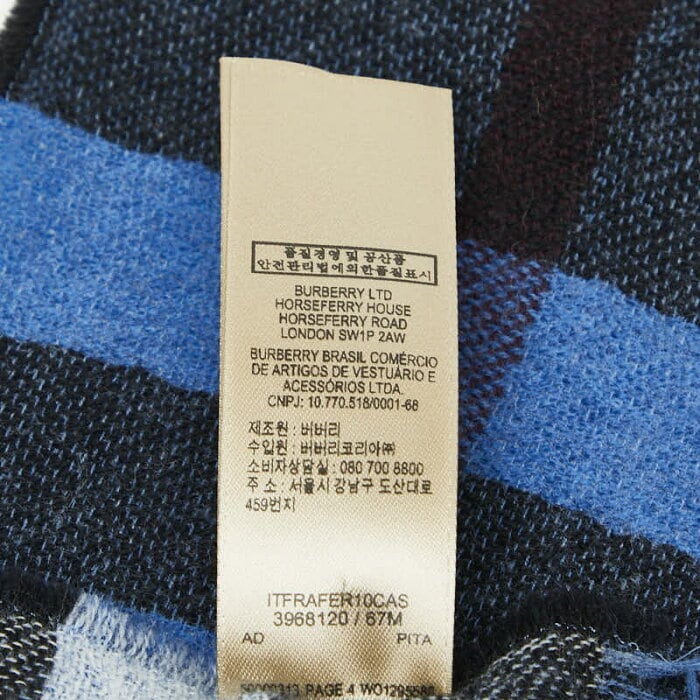 품질경영 및 공산품
안전관리법에의한품질표시
BURBERRY LTD
HORSEFERRY HOUSE
HORSEFERRY ROAD
LONDON SW1P 2AW
BURBERRY BRASIL COMÉRCIO
DE ARTIGOS DE VESTUÁRIO E
ACESSÓRIOS LTDA.
CNPJ: 10.770.518/0001-68
제조원 : 버버리
수입원 : 버버리코리아㈜
소비자상담실 : 080 700 8800
주 소 : 서울시 강남구 도산대로
459번지
ITFRAFER10CAS
3968120 / 67M
AD PITA
PAGE 4